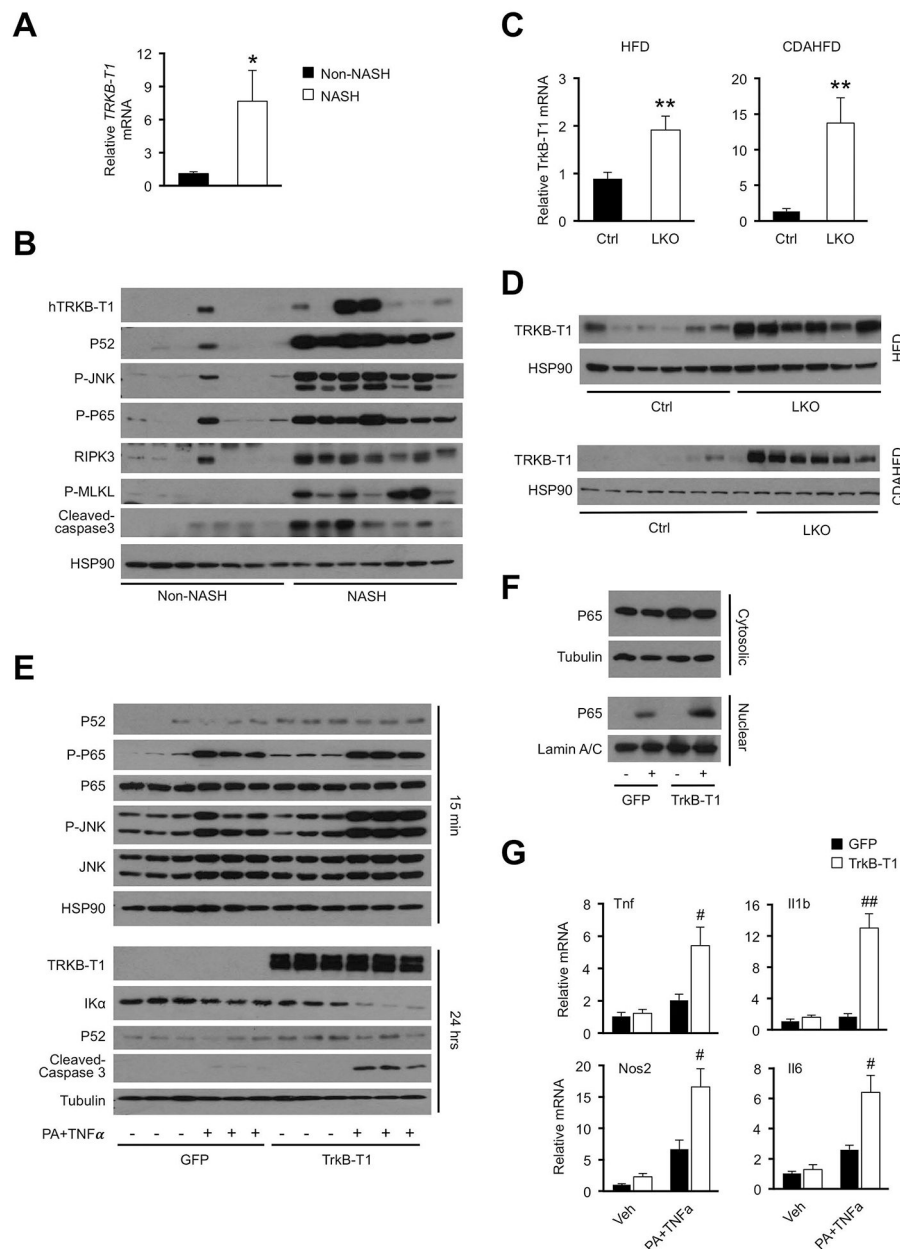 A
Relative TRKB-T1
mRNA
12
9
6
3
0
*
Non-NASH
NASH
B
hTRKB-T1
P52
P-JNK
P-P65
RIPK3
P-MLKL
Cleaved-
caspase3
HSP90
Non-NASH
NASH
C
HFD
CDAHFD
Relative TrkB-T1 mRNA
3
2
1
0
**
Ctrl
LKO
20
15
10
5
0
**
Ctrl
LKO
D
TRKB-T1
HSP90
Ctrl
LKO
HFD
TRKB-T1
HSP90
Ctrl
LKO
CDAHFD
E
P52
P-P65
P65
P-JNK
JNK
HSP90
15 min
TRKB-T1
IKα
P52
Cleaved-
Caspase 3
Tubulin
24 hrs
PA+TNFα - - - + + + - - - + + +
GFP
TrkB-T1
F
P65
Tubulin
Cytosolic
P65
Lamin A/C
Nuclear
- + - +
GFP
TrkB-T1
G
GFP
TrkB-T1
Relative mRNA
8
6
4
2
0
Tnf
#
16
12
8
4
0
Il1b
##
Relative mRNA
20
15
10
5
0
Nos2
#
Veh
PA+TNFa
8
6
4
2
0
Il6
#
Veh
PA+TNFa